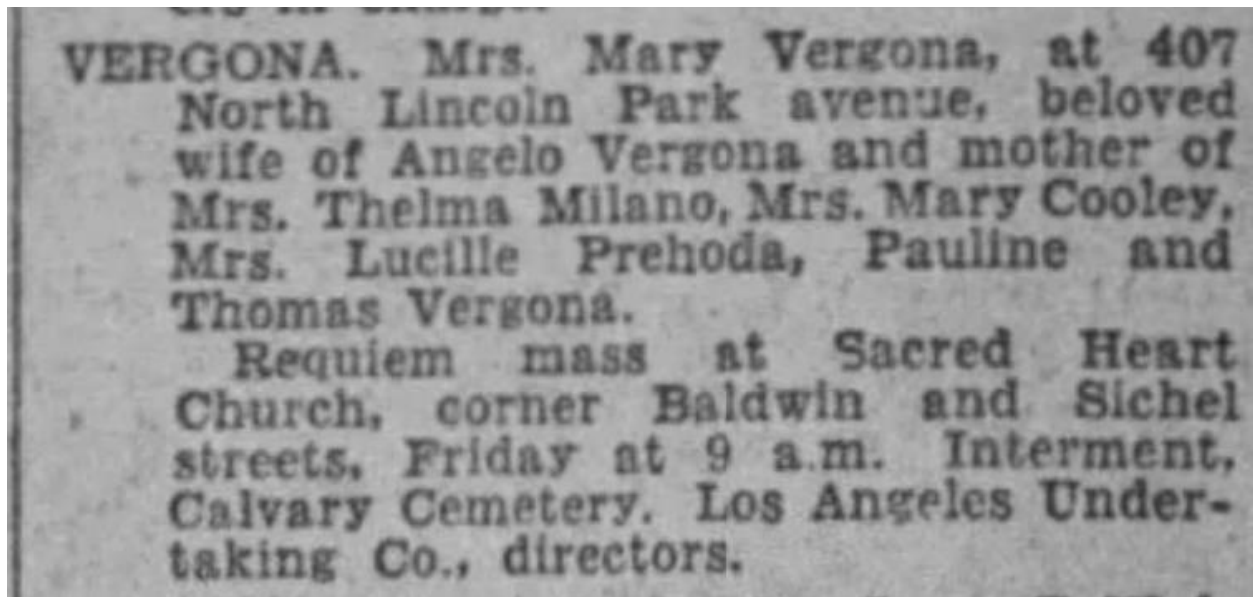 VERGONA. Mrs. Mary Vergona, at 407
North Lincoln Park avenue, beloved
wife of Angelo Vergona and mother of
Mrs. Thelma Milano, Mrs. Mary Cooley,
Mrs. Lucille Prehoda, Pauline and
Thomas Vergona.
Requiem mass at Sacred Heart
Church, corner Baldwin and Sichel
streets, Friday at 9 a.m. Interment,
Calvary Cemetery. Los Angeles Under-
taking Co., directors.